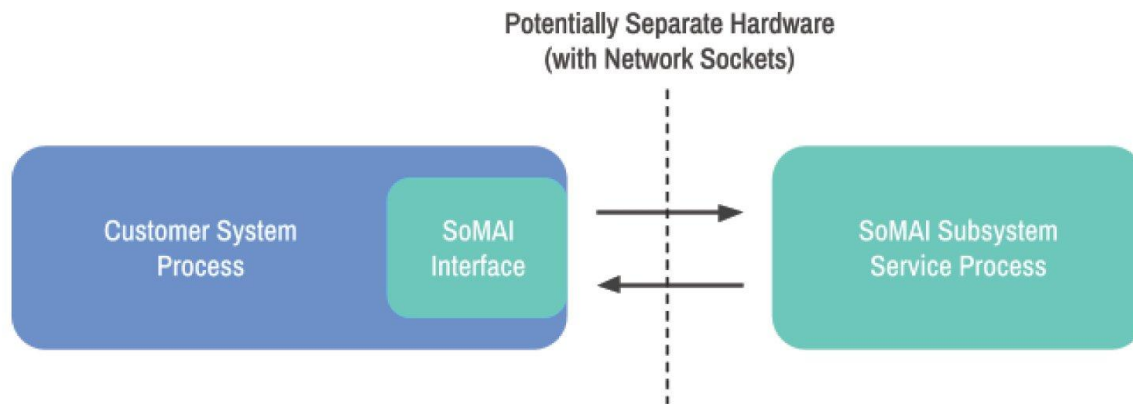 Potentially Separate Hardware
(with Network Sockets)
Customer System
Process
SoMAI
Interface
SoMAI Subsystem
Service Process